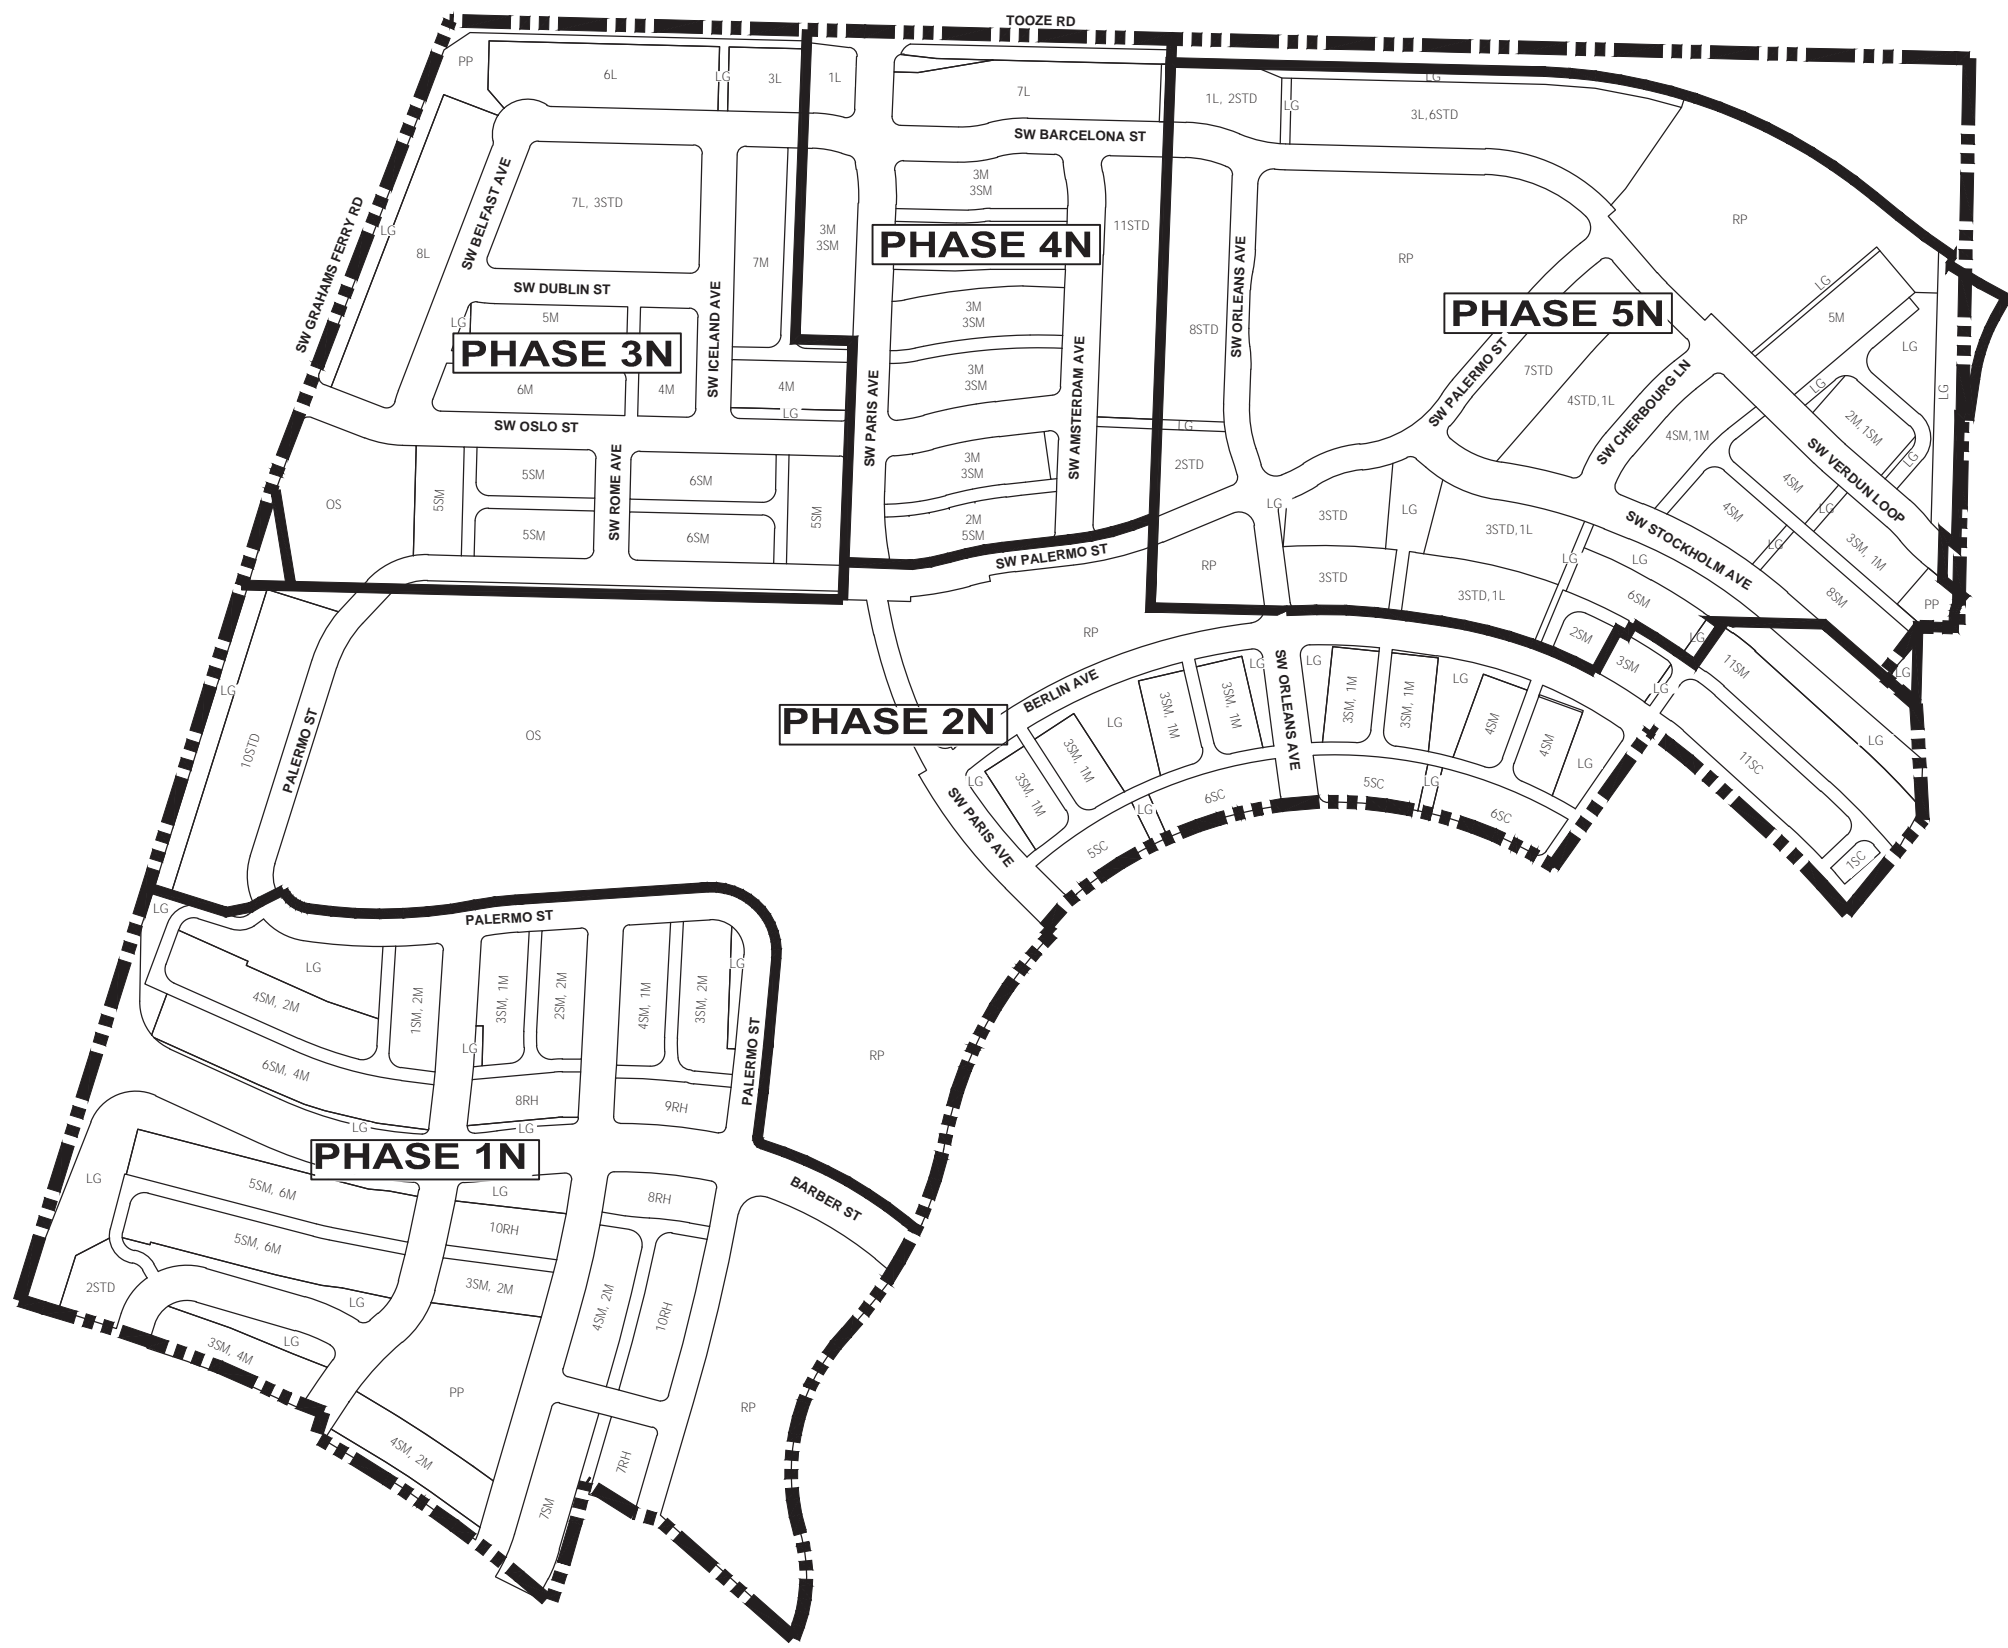 TOOZE RD
PP
6L
LG
3L
1L
7L
1L, 2STD
LG
LG
3L,6STD
SW BARCELONA ST
SW GRAHAMS FERRY RD
LG
8L
SW BELFAST AVE
7L, 3STD
7M
3M
3SM
3M
3SM
PHASE 4N
11STD
SW ORLEANS AVE
RP
RP
SW DUBLIN ST
SW ICELAND AVE
LG
5M
PHASE 3N
6M
4M
4M
LG
3M
3SM
3M
3SM
SW AMSTERDAM AVE
SW PARIS AVE
8STD
PHASE 5N
LG
5M
LG
LG
LG
SW PALERMO ST
7STD
4STD,1L
SW CHERBOURG LN
4SM,1M
LG
2M,1SM
LG
SW VERDUN LOOP
SW OSLO ST
OS
5SM
5SM
5SM
SW ROME AVE
6SM
6SM
5SM
3M
3SM
2M
5SM
LG
2STD
SW PALERMO ST
RP
LG
3STD
3STD
LG
3STD,1L
3STD,1L
LG
LG
SW STOCKHOLM AVE
4SM
4SM
LG
LG
3SM, 1M
8SM
PP
6SM
2SM
3SM
LG
LG
11SM
LG
LG
LG
10STD
PALERMO ST
OS
PHASE 2N
RP
BERLIN AVE
LG
3SM, 1M
3SM, 1M
LG
3SM, 1M
3SM, 1M
LG
SW ORLEANS AVE
LG
3SM, 1M
3SM, 1M
LG
4SM
4SM
LG
SW PARIS AVE
5SC
LG
6SC
5SC
LG
6SC
11SC
1SC
LG
PALERMO ST
LG
4SM, 2M
1SM, 2M
3SM, 1M
2SM, 2M
4SM, 1M
3SM, 2M
LG
LG
PALERMO ST
RP
6SM, 4M
8RH
9RH
LG
LG
PHASE 1N
BARBER ST
LG
5SM, 6M
LG
8RH
10RH
5SM, 6M
3SM, 2M
2STD
LG
4SM, 2M
10RH
LG
3SM, 4M
PP
RP
4SM, 2M
7RH
7SM